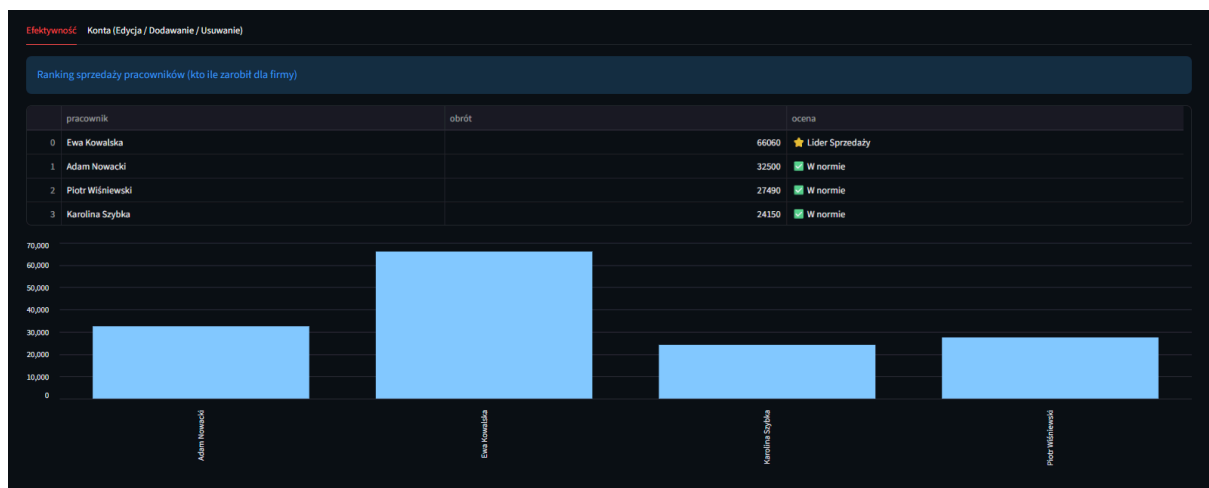 Efektywność Konta (Edycja / Dodawanie / Usuwanie)
Ranking sprzedaży pracowników (kto ile zarobił dla firmy)
pracownik obrót ocena
0 Ewa Kowalska 66060 ⭐ Lider Sprzedaży
1 Adam Nowacki 32500 ✅ W normie
2 Piotr Wiśniewski 27490 ✅ W normie
3 Karolina Szybka 24150 ✅ W normie
70,000
60,000
50,000
40,000
30,000
20,000
10,000
0
Adam Nowacki
Ewa Kowalska
Karolina Szybka
Piotr Wiśniewski